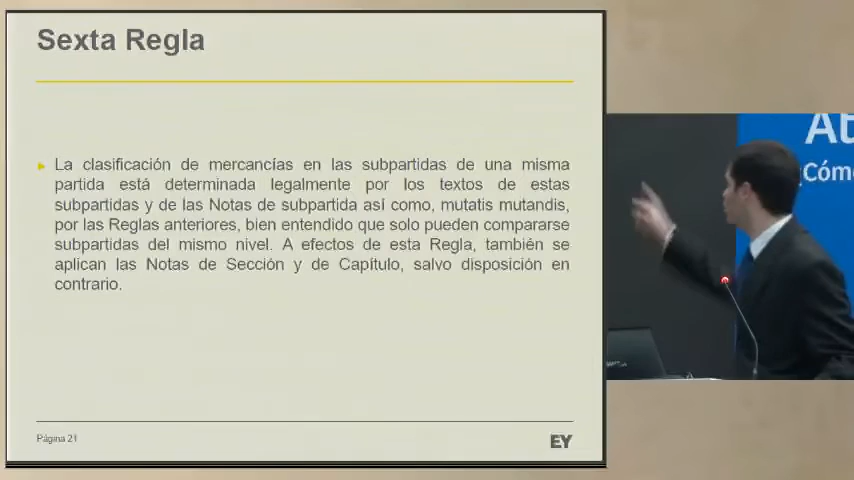 Sexta Regla
La clasificación de mercancías en las subpartidas de una misma
partida está determinada legalmente por los textos de estas
subpartidas y de las Notas de subpartida así como, mutatis mutandis,
por las Reglas anteriores, bien entendido que solo pueden compararse
subpartidas del mismo nivel. A efectos de esta Regla, también se
aplican las Notas de Sección y de Capítulo, salvo disposición en
contrario.
Página 21
EY
¿Cóm